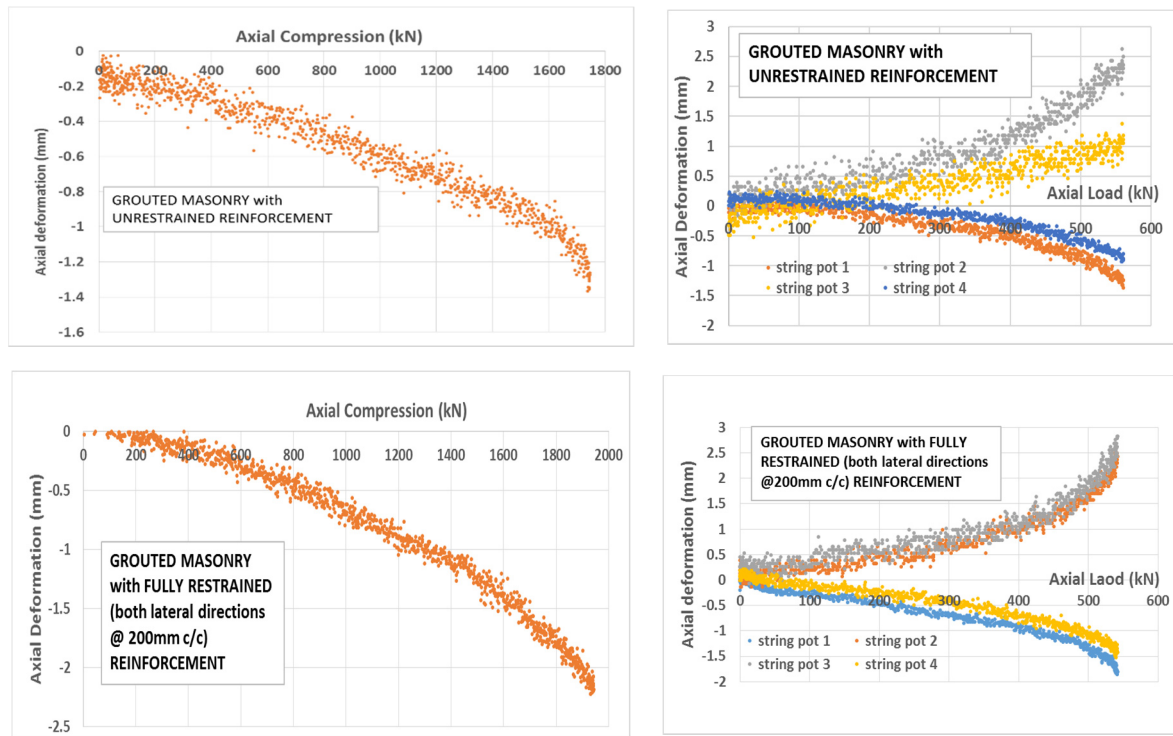 Axial Compression (kN)
0
0 200 400 600 800 1000 1200 1400 1600 1800
-0.2
-0.4
-0.6
-0.8
-1
-1.2
-1.4
-1.6
Axial deformation (mm)
GROUTED MASONRY with
UNRESTRAINED REINFORCEMENT
3
2.5
2
1.5
1
0.5
0
-0.5
-1
-1.5
-2
Axial Deformation (mm)
GROUTED MASONRY with
UNRESTRAINED REINFORCEMENT
Axial Load (kN)
0 100 200 300 400 500 600
string pot 1 string pot 2
string pot 3 string pot 4
Axial Compression (kN)
0
0 200 400 600 800 1000 1200 1400 1600 1800 2000
-0.5
-1
-1.5
-2
-2.5
Axial Deformation (mm)
GROUTED MASONRY
with FULLY RESTRAINED
(both lateral directions
@ 200mm c/c)
REINFORCEMENT
3
2.5
2
1.5
1
0.5
0
-0.5
-1
-1.5
-2
Axial deformation (mm)
GROUTED MASONRY with FULLY
RESTRAINED (both lateral directions
@200mm c/c) REINFORCEMENT
Axial Laod (kN)
0 100 200 300 400 500 600
string pot 1 string pot 2
string pot 3 string pot 4